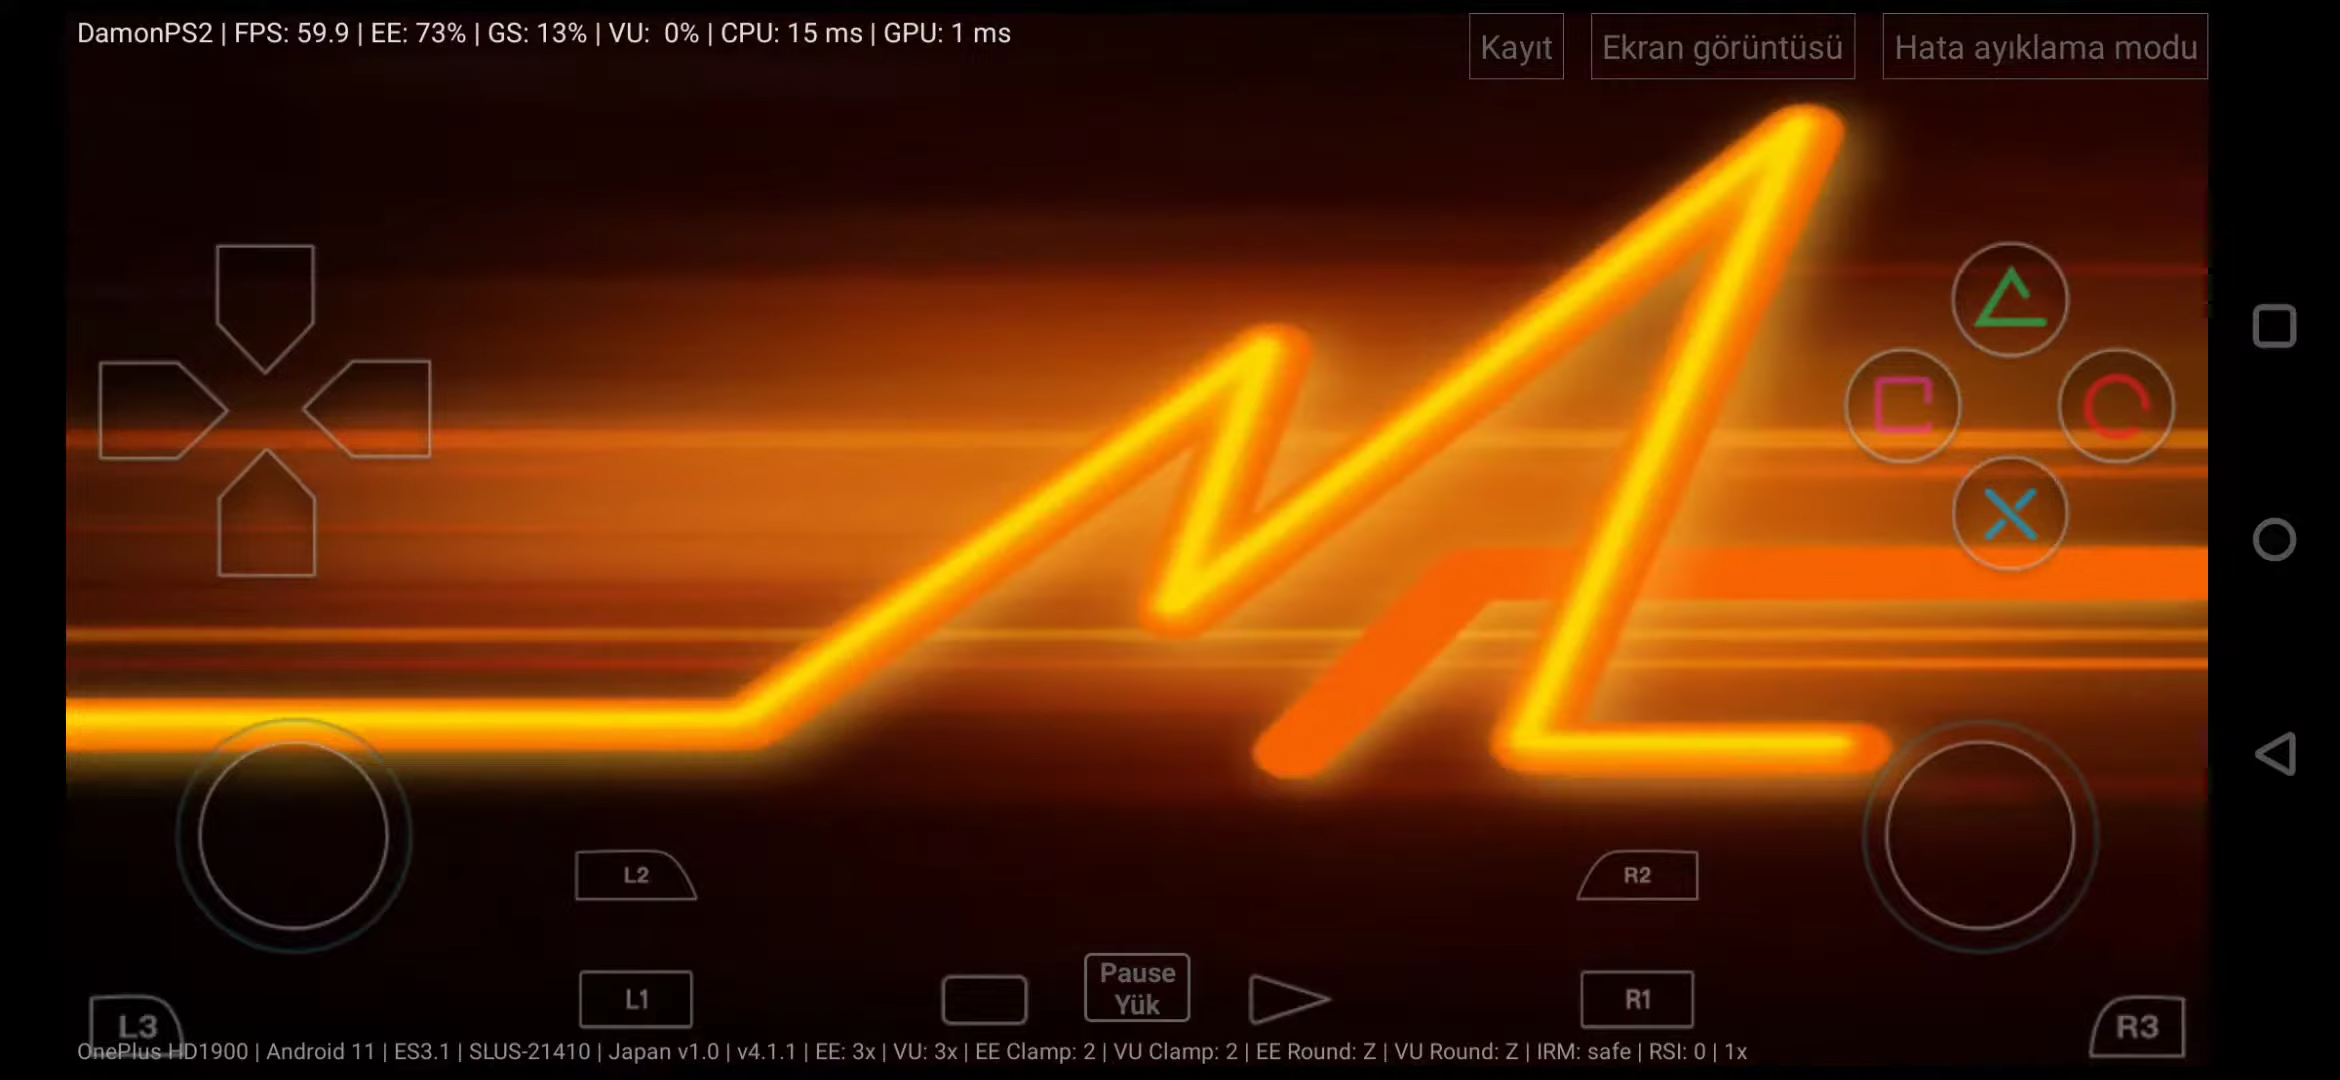 DamonPS2 | FPS: 59.9 | EE: 73% | GS: 13% | VU: 0% | CPU: 15 ms | GPU: 1 ms
Kayıt
Ekran görüntüsü
Hata ayıklama modu
L2
R2
Pause
Yük
L1
R1
L3
R3
OnePlus HD1900 | Android 11 | ES3.1 | SLUS-21410 | Japan v1.0 | v4.1.1 | EE: 3x | VU: 3x | EE Clamp: 2 | VU Clamp: 2 | EE Round: Z | VU Round: Z | IRM: safe | RSI: 0 | 1x